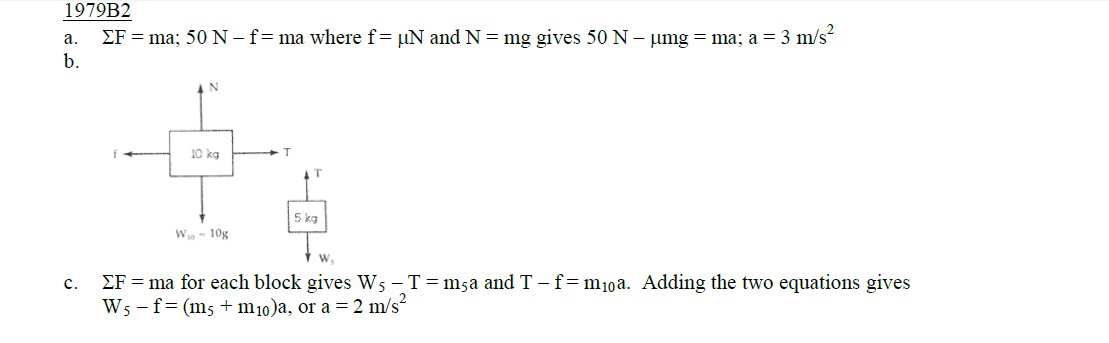 1979B2
a. ΣF = ma; 50 N – f = ma where f = μN and N = mg gives 50 N – μmg = ma; a = 3 m/s²
b.
N
f
10 kg
T
T
5 kg
W₁₀ = 10g
W₅
c. ΣF = ma for each block gives W₅ – T = m₅a and T – f = m₁₀a. Adding the two equations gives
W₅ – f = (m₅ + m₁₀)a, or a = 2 m/s²